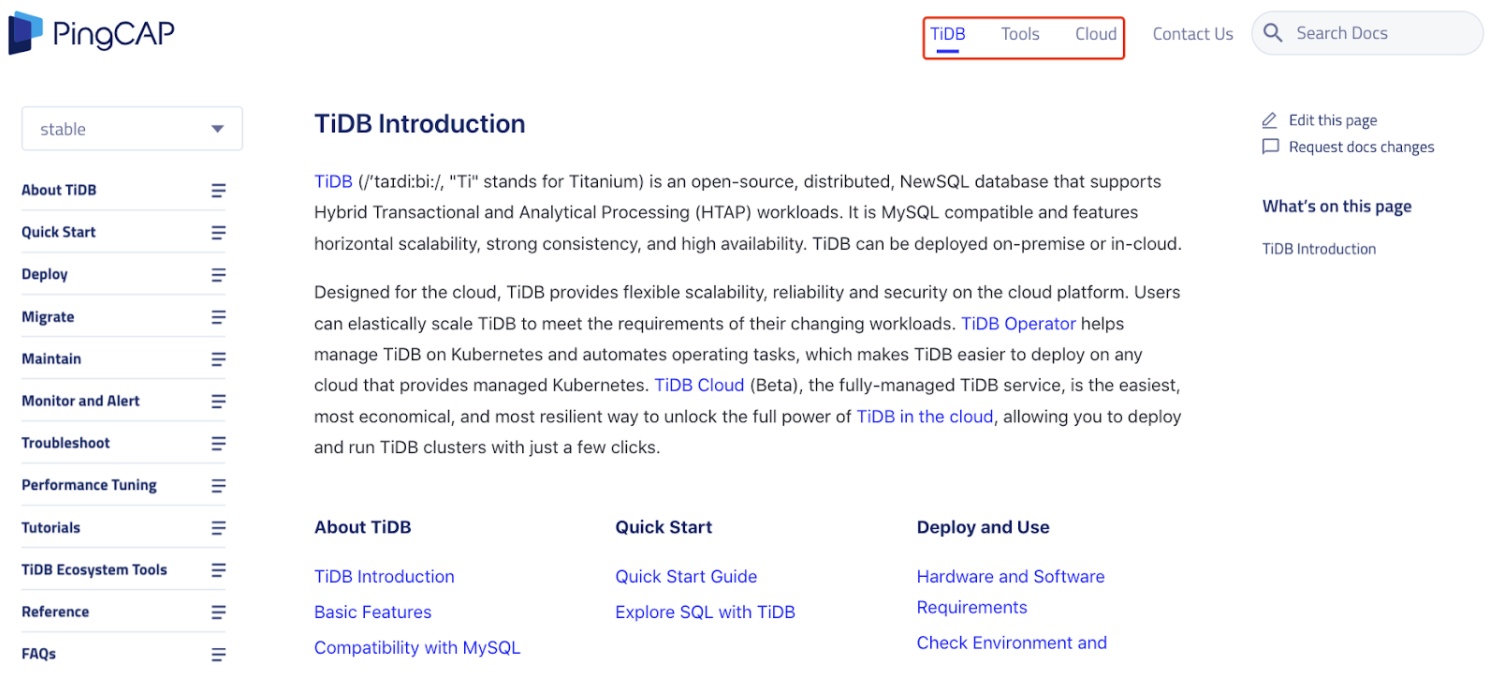 PingCAP
TiDB
Tools
Cloud
Contact Us
Search Docs
stable
About TiDB
Quick Start
Deploy
Migrate
Maintain
Monitor and Alert
Troubleshoot
Performance Tuning
Tutorials
TiDB Ecosystem Tools
Reference
FAQs
TiDB Introduction
TiDB (/’taɪdiːbi:/, "Ti" stands for Titanium) is an open-source, distributed, NewSQL database that supports
Hybrid Transactional and Analytical Processing (HTAP) workloads. It is MySQL compatible and features
horizontal scalability, strong consistency, and high availability. TiDB can be deployed on-premise or in-cloud.
Designed for the cloud, TiDB provides flexible scalability, reliability and security on the cloud platform. Users
can elastically scale TiDB to meet the requirements of their changing workloads. TiDB Operator helps
manage TiDB on Kubernetes and automates operating tasks, which makes TiDB easier to deploy on any
cloud that provides managed Kubernetes. TiDB Cloud (Beta), the fully-managed TiDB service, is the easiest,
most economical, and most resilient way to unlock the full power of TiDB in the cloud, allowing you to deploy
and run TiDB clusters with just a few clicks.
About TiDB
TiDB Introduction
Basic Features
Compatibility with MySQL
Quick Start
Quick Start Guide
Explore SQL with TiDB
Deploy and Use
Hardware and Software
Requirements
Check Environment and
Edit this page
Request docs changes
What’s on this page
TiDB Introduction